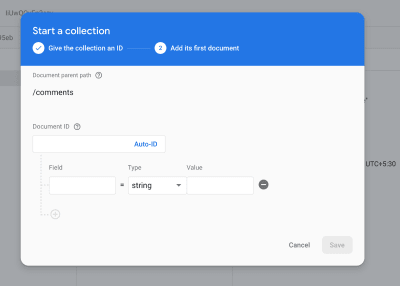 Start a collection
Give the collection an ID
2 Add its first document
Document parent path
/comments
Document ID
Auto-ID
Field Type Value
= string
Cancel Save
UTC+5:30